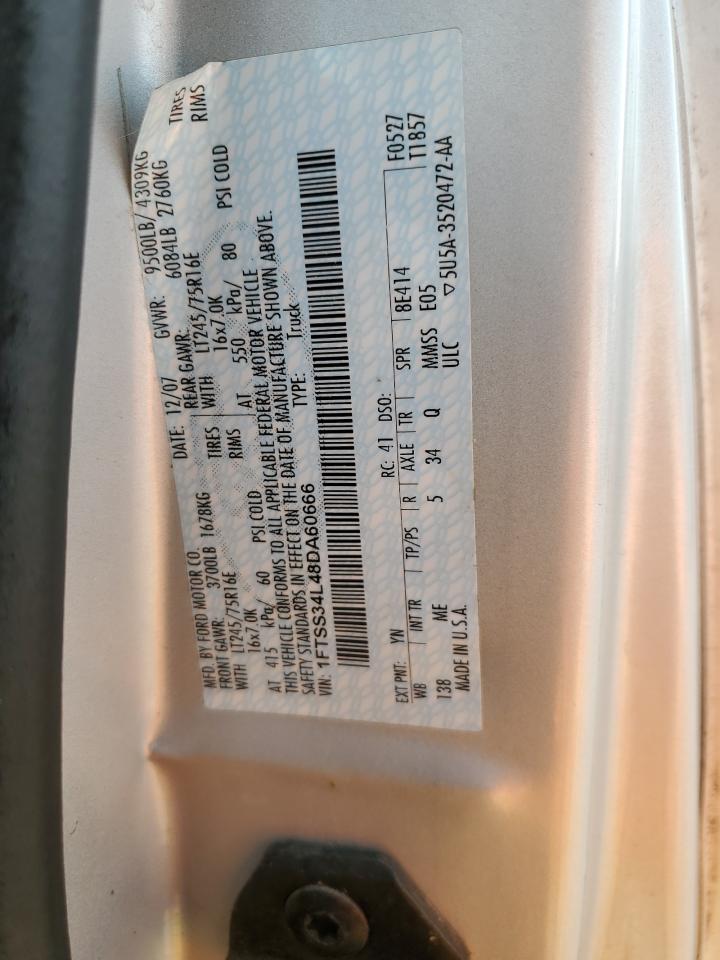 MFD. BY FORD MOTOR CO.
DATE: 12/07 GVWR: 9500LB/ 4309KG
FRONT GAWR: 3700LB 1678KG REAR GAWR: 6084LB 2760KG
WITH LT245/75R16E TIRES WITH LT245/75R16E TIRES
16x7.0K RIMS 16x7.0K RIMS
AT 415 kPa/ 60 PSI COLD AT 550 kPa/ 80 PSI COLD
THIS VEHICLE CONFORMS TO ALL APPLICABLE FEDERAL MOTOR VEHICLE
SAFETY STANDARDS IN EFFECT ON THE DATE OF MANUFACTURE SHOWN ABOVE.
VIN: 1FTSS34L48DA60666 TYPE: Truck
EXT PNT: YN RC: 41 DSO: F0527
WB INT TR TP/PS R AXLE TR SPR 8E414 T1857
138 ME 5 34 Q MMSS E05
MADE IN U.S.A. ULC ▽5U5A-3520472-AA